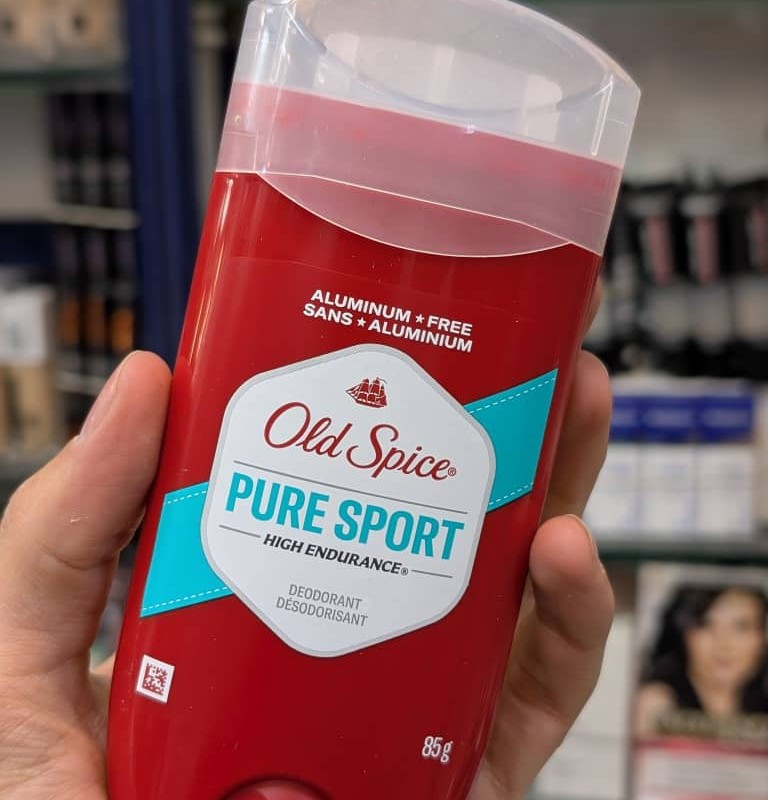 ALUMINUM ★ FREE
SANS ★ ALUMINIUM
Old Spice®
PURE SPORT
HIGH ENDURANCE®
DEODORANT
DÉSODORISANT
85g